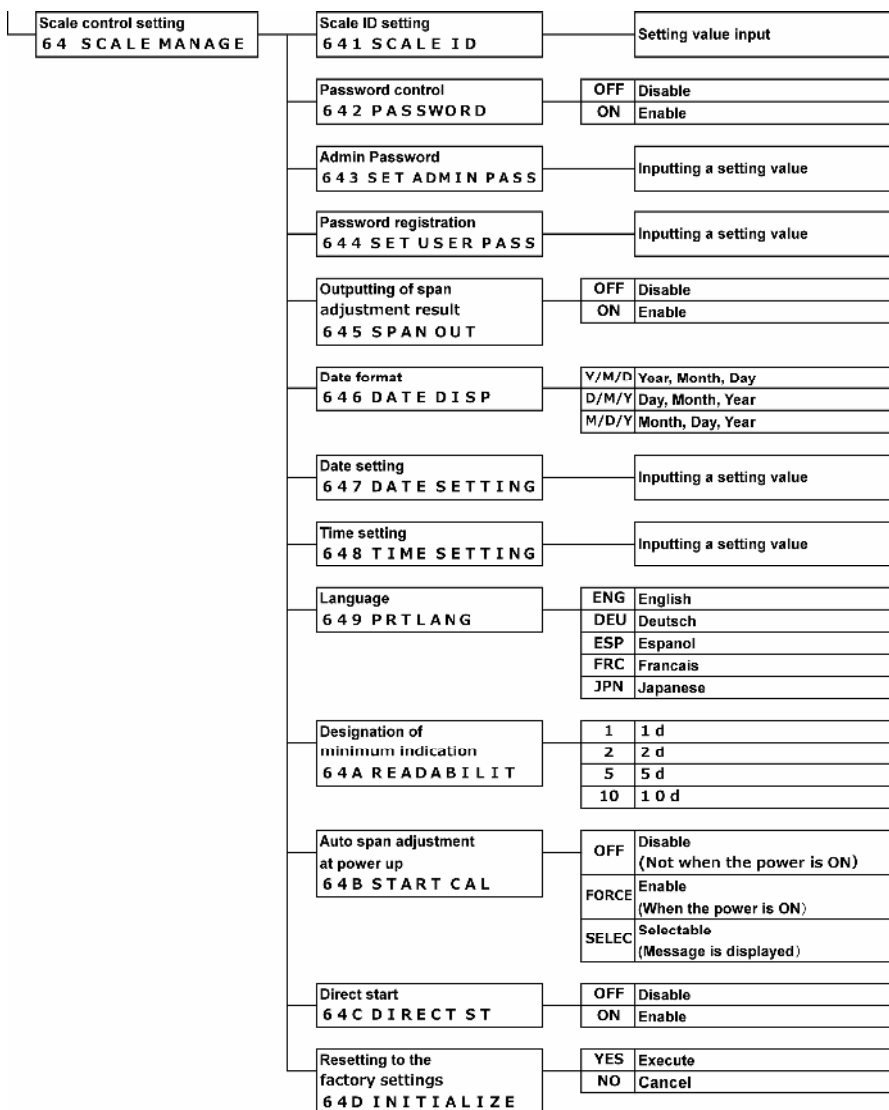 Scale control setting
64 SCALE MANAGE
Scale ID setting
641 SCALE ID
Setting value input
Password control
642 PASSWORD
OFF Disable
ON Enable
Admin Password
643 SET ADMIN PASS
Inputting a setting value
Password registration
644 SET USER PASS
Inputting a setting value
Outputting of span
adjustment result
645 SPAN OUT
OFF Disable
ON Enable
Date format
646 DATE DISP
Y/M/D Year, Month, Day
D/M/Y Day, Month, Year
M/D/Y Month, Day, Year
Date setting
647 DATE SETTING
Inputting a setting value
Time setting
648 TIME SETTING
Inputting a setting value
Language
649 PRTLANG
ENG English
DEU Deutsch
ESP Espanol
FRC Francais
JPN Japanese
Designation of
minimum indication
64A READABILIT
1 1 d
2 2 d
5 5 d
10 10 d
Auto span adjustment
at power up
64B START CAL
OFF Disable
(Not when the power is ON)
FORCE Enable
(When the power is ON)
SELEC Selectable
(Message is displayed)
Direct start
64C DIRECT ST
OFF Disable
ON Enable
Resetting to the
factory settings
64D INITIALIZE
YES Execute
NO Cancel